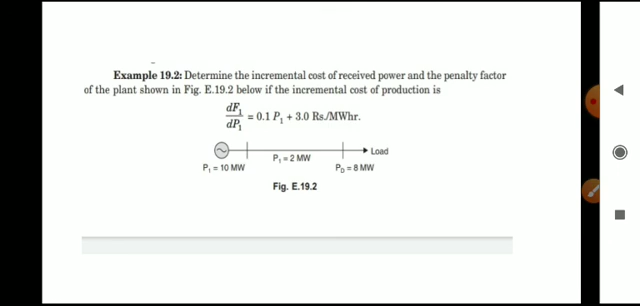 Example 19.2: Determine the incremental cost of received power and the penalty factor
of the plant shown in Fig. E.19.2 below if the incremental cost of production is
dF₁/dP₁ = 0.1 P₁ + 3.0 Rs./MWhr.
Load
P₁ = 2 MW
P₁ = 10 MW
P_D = 8 MW
Fig. E.19.2